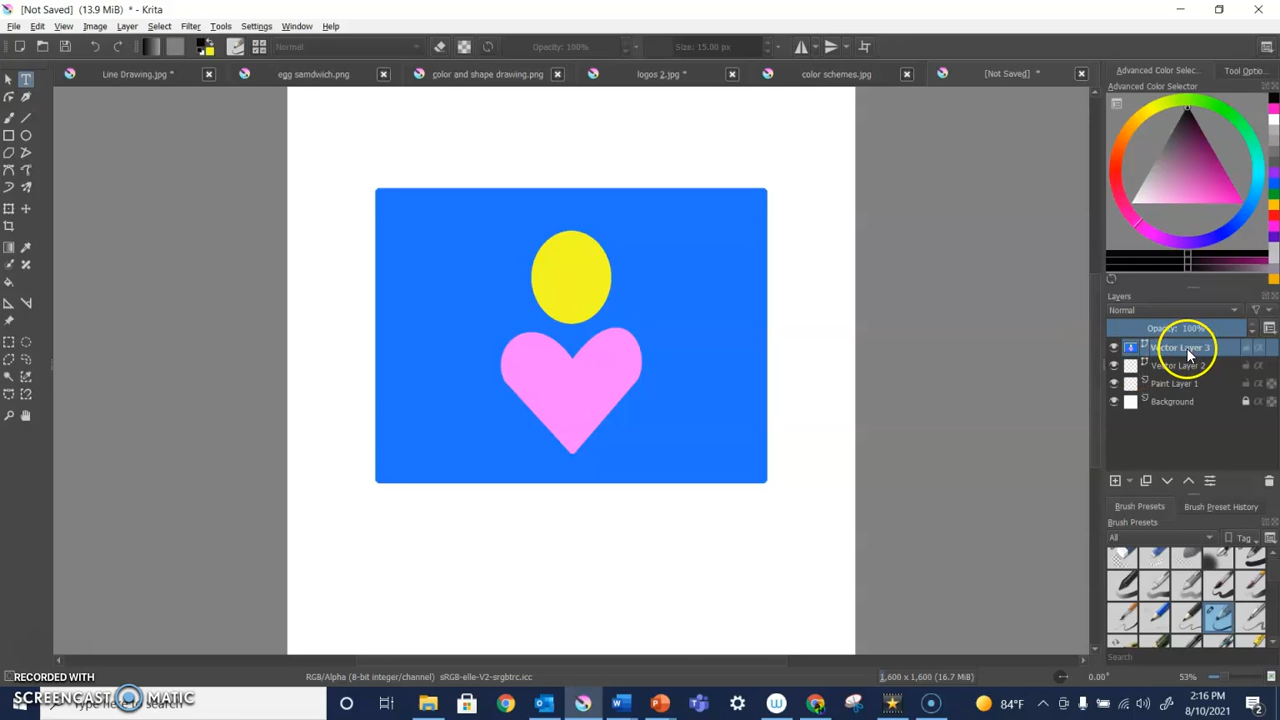 [Not Saved] (13.9 MiB) * - Krita
File Edit View Image Layer Select Filter Tools Settings Window Help
Normal Opacity: 100% Size: 15.00 px
Line Drawing.jpg * egg samdwich.png color and shape drawing.png logos 2.jpg * color schemes.jpg [Not Saved] * Advanced Color Selec... Tool Optio...
Advanced Color Selector
Layers
Normal
Opacity: 100%
Vector Layer 3
Vector Layer 2
Paint Layer 1
Background
Brush Presets Brush Preset History
Brush Presets
All Tag
Search
RGB/Alpha (8-bit integer/channel) sRGB-elle-V2-srgbtrc.icc 1,600 x 1,600 (16.7 MiB) 0.00° 53%
RECORDED WITH
SCREENCAST MATIC
Type here to search
84°F
2:16 PM
8/10/2021